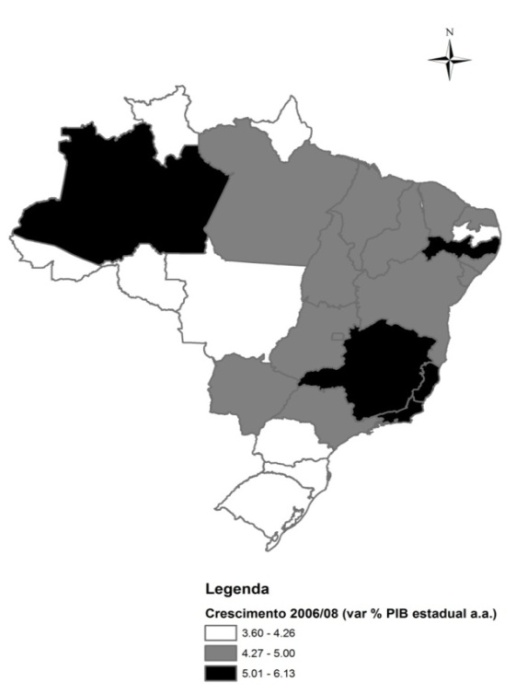 N
Legenda
Crescimento 2006/08 (var % PIB estadual a.a.)
3.60 - 4.26
4.27 - 5.00
5.01 - 6.13